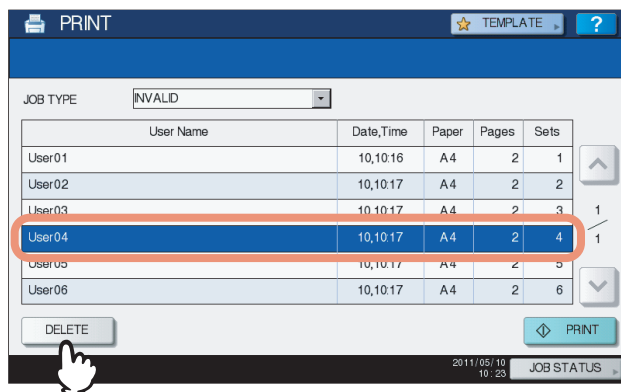 PRINT TEMPLATE ?
JOB TYPE INVALID
User Name Date,Time Paper Pages Sets
User01 10,10:16 A4 2 1
User02 10,10:17 A4 2 2
User03 10,10:17 A4 2 3 1
User04 10,10:17 A4 2 4 1
User05 10,10:17 A4 2 5
User06 10,10:17 A4 2 6
DELETE PRINT
2011/05/10
10:23 JOB STATUS